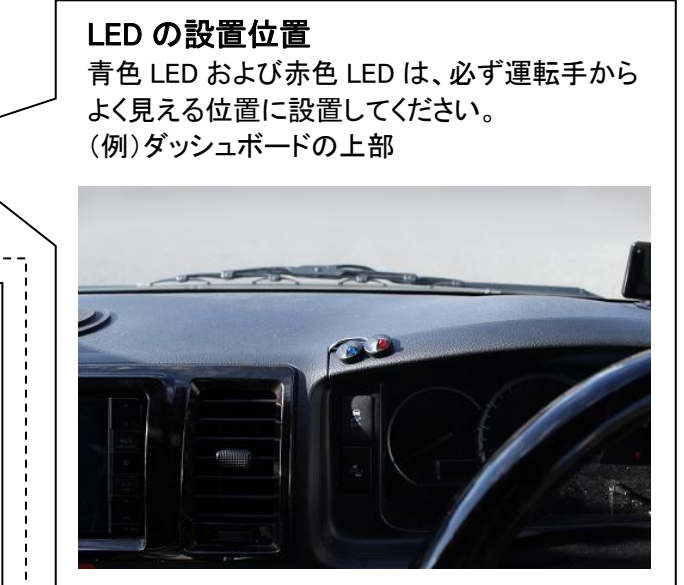 LED の設置位置
青色 LED および赤色 LED は、必ず運転手から
よく見える位置に設置してください。
（例）ダッシュボードの上部